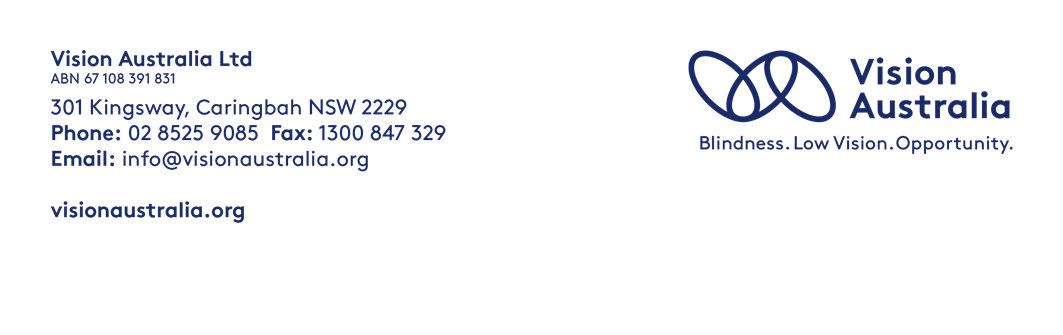 Vision Australia Ltd
ABN 67 108 391 831
301 Kingsway, Caringbah NSW 2229
Phone: 02 8525 9085 Fax: 1300 847 329
Email: info@visionaustralia.org
visionaustralia.org
Vision
Australia
Blindness. Low Vision. Opportunity.